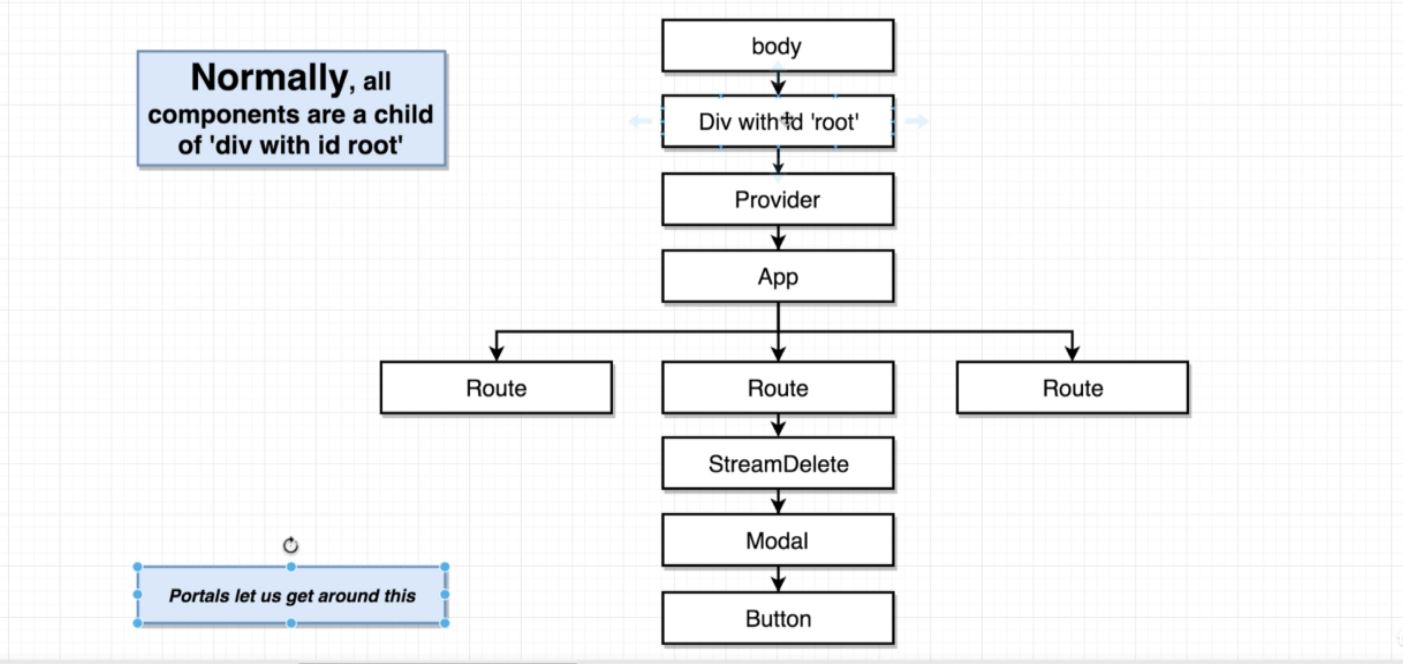 body
Normally, all
components are a child
of 'div with id root'
Div with id 'root'
Provider
App
Route
Route
Route
StreamDelete
Modal
Portals let us get around this
Button